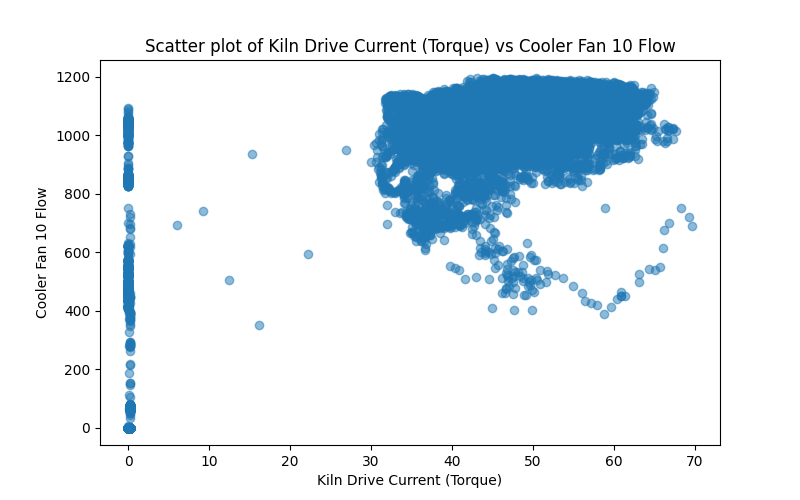 Scatter plot of Kiln Drive Current (Torque) vs Cooler Fan 10 Flow
1200
1000
800
600
400
200
0
Cooler Fan 10 Flow
0 10 20 30 40 50 60 70
Kiln Drive Current (Torque)